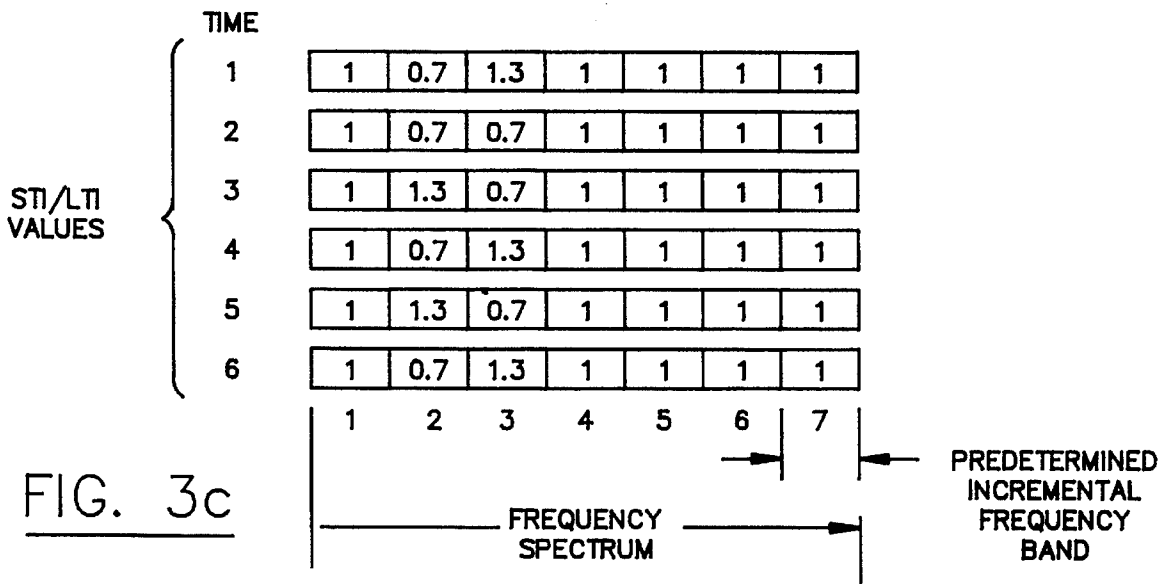 TIME
1 1 0.7 1.3 1 1 1 1
2 1 0.7 0.7 1 1 1 1
STI/LTI
VALUES
3 1 1.3 0.7 1 1 1 1
4 1 0.7 1.3 1 1 1 1
5 1 1.3 0.7 1 1 1 1
6 1 0.7 1.3 1 1 1 1
1 2 3 4 5 6 7
PREDETERMINED
INCREMENTAL
FREQUENCY
BAND
FREQUENCY
SPECTRUM
FIG. 3c